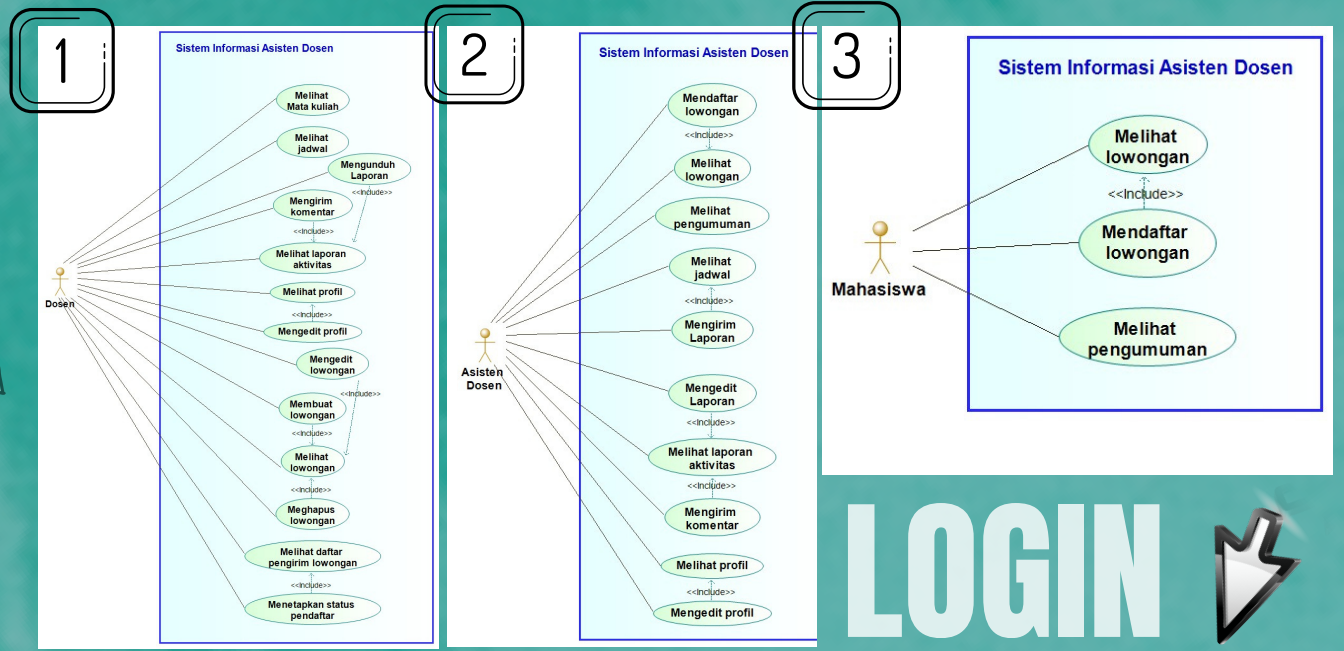 1
Sistem Informasi Asisten Dosen
Melihat
Mata kuliah
Melihat
jadwal
Mengunduh
Laporan
<<Include>>
Mengirim
komentar
<<Include>>
Melihat laporan
aktivitas
Melihat profil
<<Include>>
Dosen
Mengedit profil
Mengedit
lowongan
<<Include>>
Membuat
lowongan
<<Include>>
Melihat
lowongan
<<Include>>
Meghapus
lowongan
Melihat daftar
pengirim lowongan
<<Include>>
Menetapkan status
pendaftar
2
Sistem Informasi Asisten Dosen
Mendaftar
lowongan
<<Include>>
Melihat
lowongan
Melihat
pengumuman
Melihat
jadwal
<<Include>>
Mengirim
Laporan
Asisten
Dosen
Mengedit
Laporan
<<Include>>
Melihat laporan
aktivitas
<<Include>>
Mengirim
komentar
Melihat profil
<<Include>>
Mengedit profil
3
Sistem Informasi Asisten Dosen
Melihat
lowongan
<<Include>>
Mendaftar
lowongan
Mahasiswa
Melihat
pengumuman
LOGIN